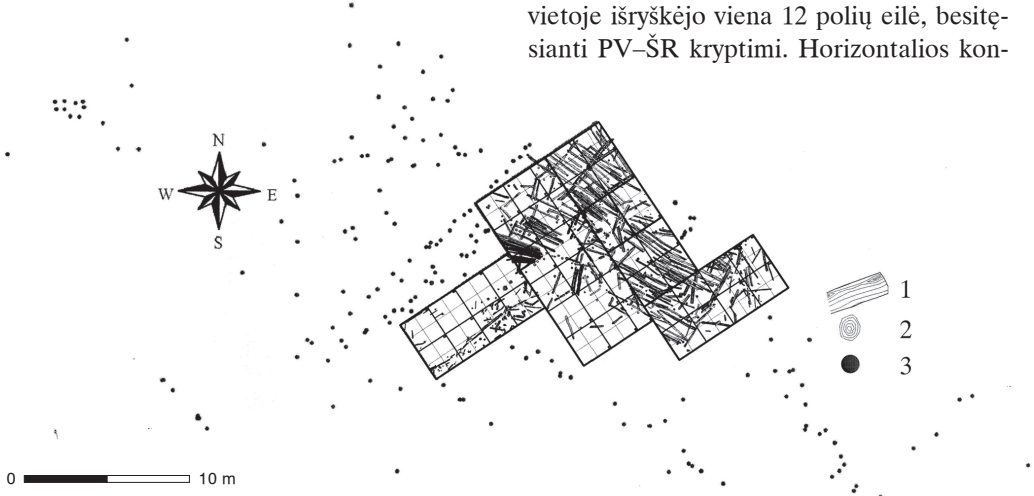 vietoje išryškėjo viena 12 polių eilė, besitę-
sianti PV–ŠR kryptimi. Horizontalios kon-
N
W E
S
1
2
3
0 10 m